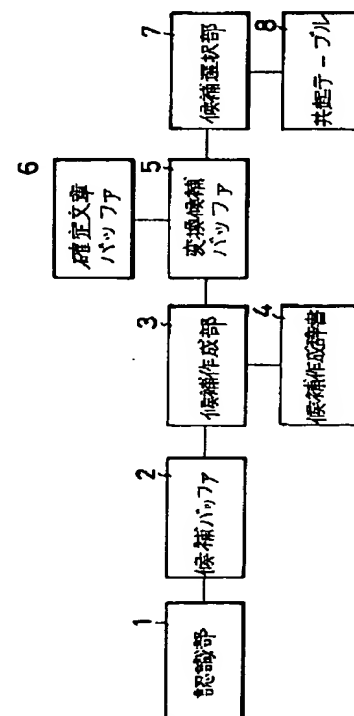 1
認識部
2
候補バッファ
3
候補作成部
4
候補作成辞書
5
変換候補
バッファ
6
確定文章
バッファ
7
候補選択部
8
共起テーブル